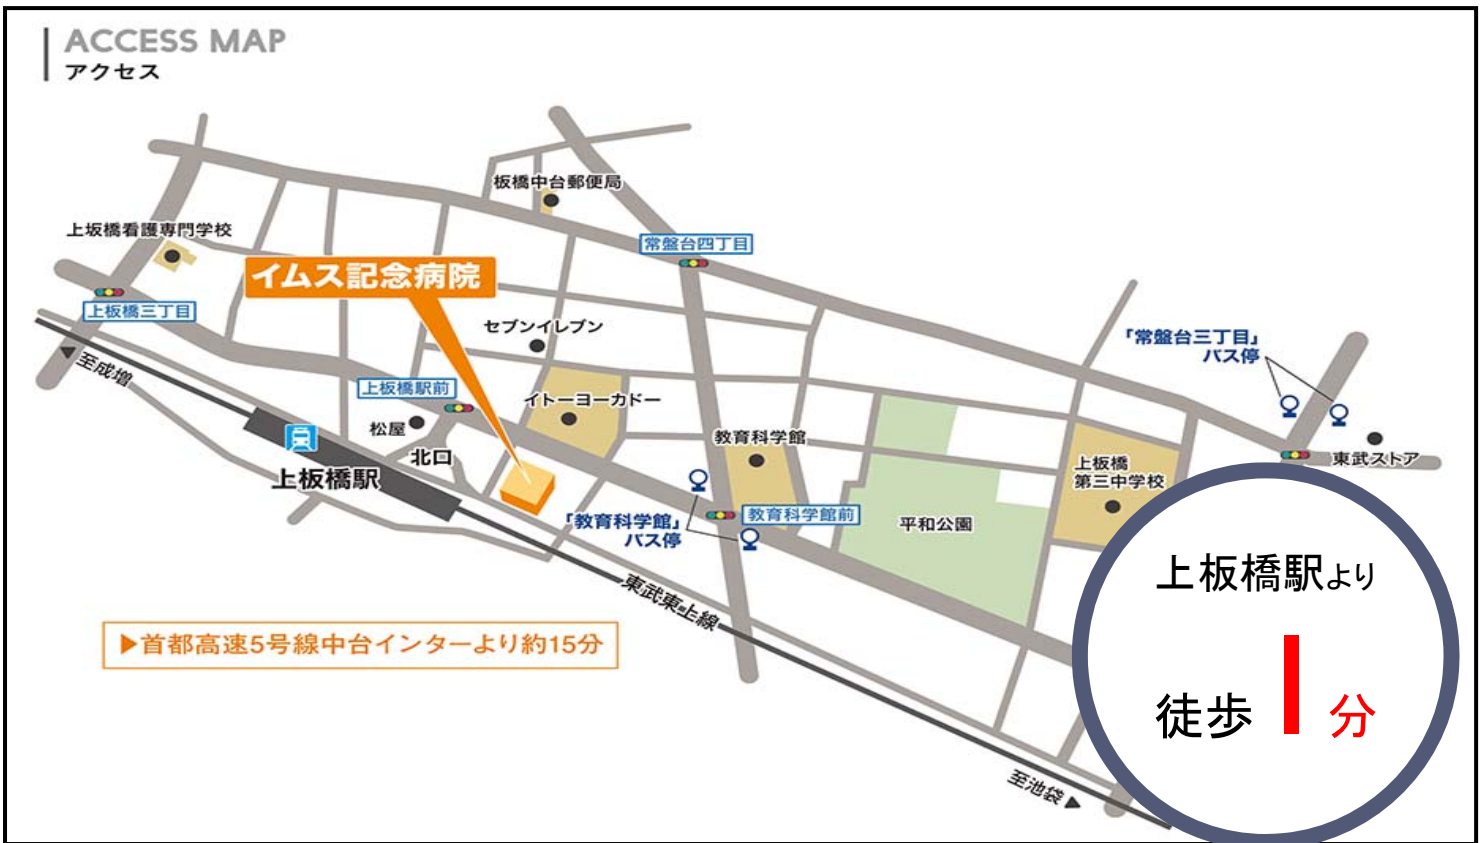 ACCESS MAP
アクセス
板橋中台郵便局
上坂橋看護専門学校
常盤台四丁目
イムス記念病院
上板橋三丁目
セブンイレブン
「常盤台三丁目」
バス停
至成増
上板橋駅前
イトーヨーカドー
松屋
北口
教育科学館
東武ストア
上板橋駅
上板橋
第三中学校
「教育科学館」
バス停
教育科学館前
平和公園
東武東上線
▶首都高速5号線中台インターより約15分
上板橋駅より
徒歩 1 分
至池袋